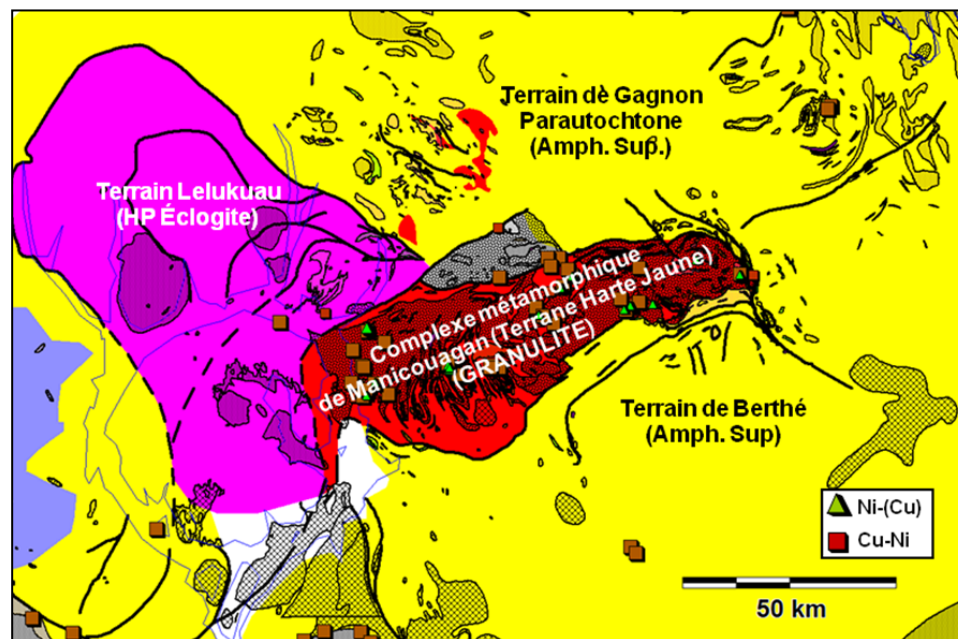 Terrain de Gagnon
Parautochtone
(Amph. Sup.)
Terrain Lelukuau
(HP Éclogite)
Complexe métamorphique
de Manicouagan (Terrane Harte Jaune)
(GRANULITE)
Terrain de Berthé
(Amph. Sup)
Ni-(Cu)
Cu-Ni
50 km